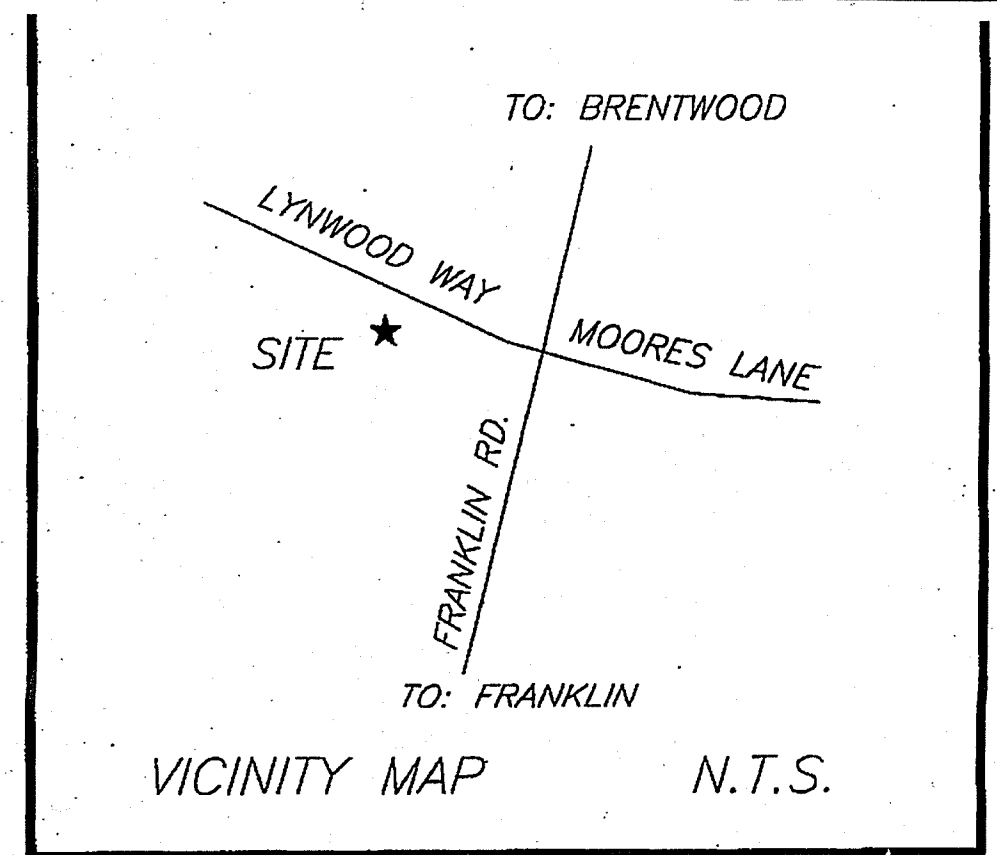 TO: BRENTWOOD
LYNWOOD WAY
MOORES LANE
SITE
FRANKLIN RD.
TO: FRANKLIN
VICINITY MAP
N.T.S.